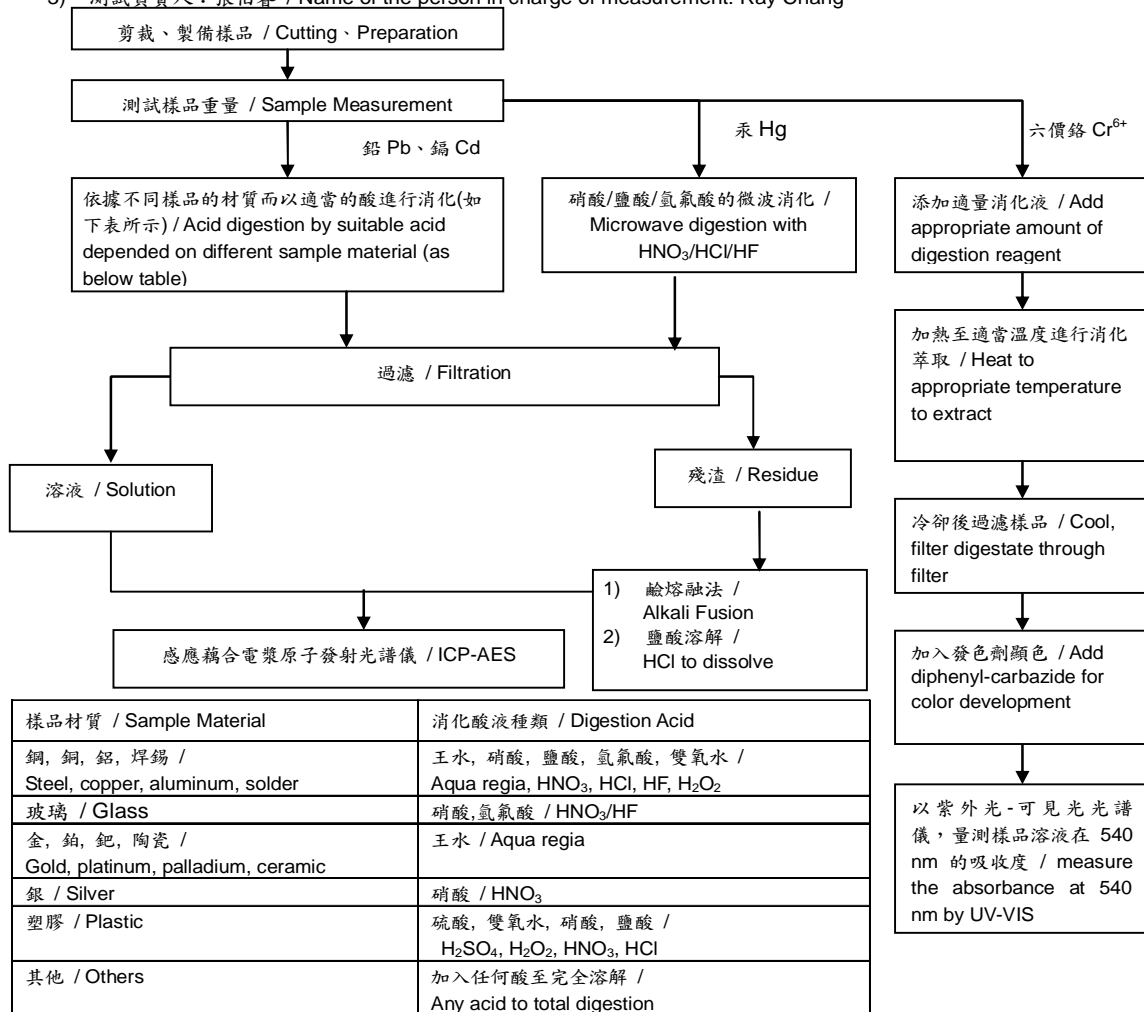 Name of the person in charge of measurement: Ray Chang
剪裁、製備樣品 / Cutting、Preparation
測試樣品重量 / Sample Measurement
鉛 Pb、鎘 Cd
汞 Hg
六價鉻 Cr6+
依據不同樣品的材質而以適當的酸進行消化(如
下表所示) / Acid digestion by suitable acid
depended on different sample material (as
below table)
硝酸/鹽酸/氫氟酸的微波消化 /
Microwave digestion with
HNO3/HCl/HF
添加適量消化液 / Add
appropriate amount of
digestion reagent
加熱至適當溫度進行消化
萃取 / Heat to
appropriate temperature
to extract
過濾 / Filtration
溶液 / Solution
殘渣 / Residue
冷卻後過濾樣品 / Cool,
filter digestate through
filter
1) 鹼熔融法 /
Alkali Fusion
2) 鹽酸溶解 /
HCl to dissolve
感應藕合電漿原子發射光譜儀 / ICP-AES
加入發色劑顯色 / Add
diphenyl-carbazide for
color development
以紫外光-可見光光譜
儀，量測樣品溶液在 540
nm 的吸收度 / measure
the absorbance at 540
nm by UV-VIS
樣品材質 / Sample Material
消化酸液種類 / Digestion Acid
鋼, 銅, 鋁, 焊錫 /
Steel, copper, aluminum, solder
王水, 硝酸, 鹽酸, 氫氟酸, 雙氧水 /
Aqua regia, HNO3, HCl, HF, H2O2
玻璃 / Glass
硝酸,氫氟酸 / HNO3/HF
金, 鉑, 鈀, 陶瓷 /
Gold, platinum, palladium, ceramic
王水 / Aqua regia
銀 / Silver
硝酸 / HNO3
塑膠 / Plastic
硫酸, 雙氧水, 硝酸, 鹽酸 /
H2SO4, H2O2, HNO3, HCl
其他 / Others
加入任何酸至完全溶解 /
Any acid to total digestion